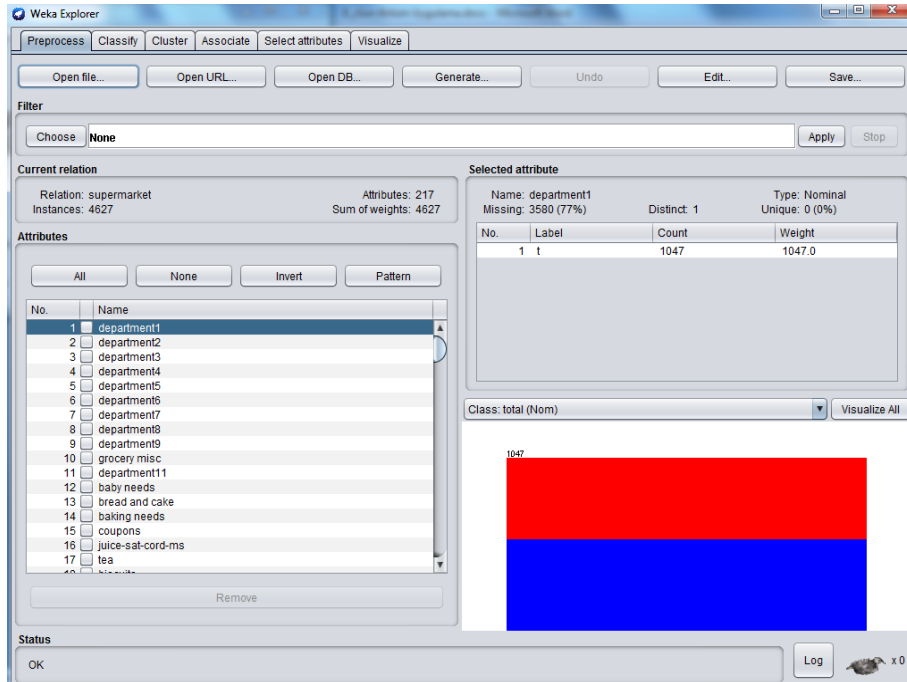 Weka Explorer
Preprocess Classify Cluster Associate Select attributes Visualize
Open file... Open URL... Open DB... Generate... Undo Edit... Save...
Filter
Choose None Apply Stop
Current relation
Relation: supermarket Attributes: 217
Instances: 4627 Sum of weights: 4627
Selected attribute
Name: department1 Type: Nominal
Missing: 3580 (77%) Distinct: 1 Unique: 0 (0%)
No. Label Count Weight
1 t 1047 1047.0
Attributes
All None Invert Pattern
No. Name
1 department1
2 department2
3 department3
4 department4
5 department5
6 department6
7 department7
8 department8
9 department9
10 grocery misc
11 department11
12 baby needs
13 bread and cake
14 baking needs
15 coupons
16 juice-sat-cord-ms
17 tea
Remove
Class: total (Nom) Visualize All
1047
Status
OK
Log x 0